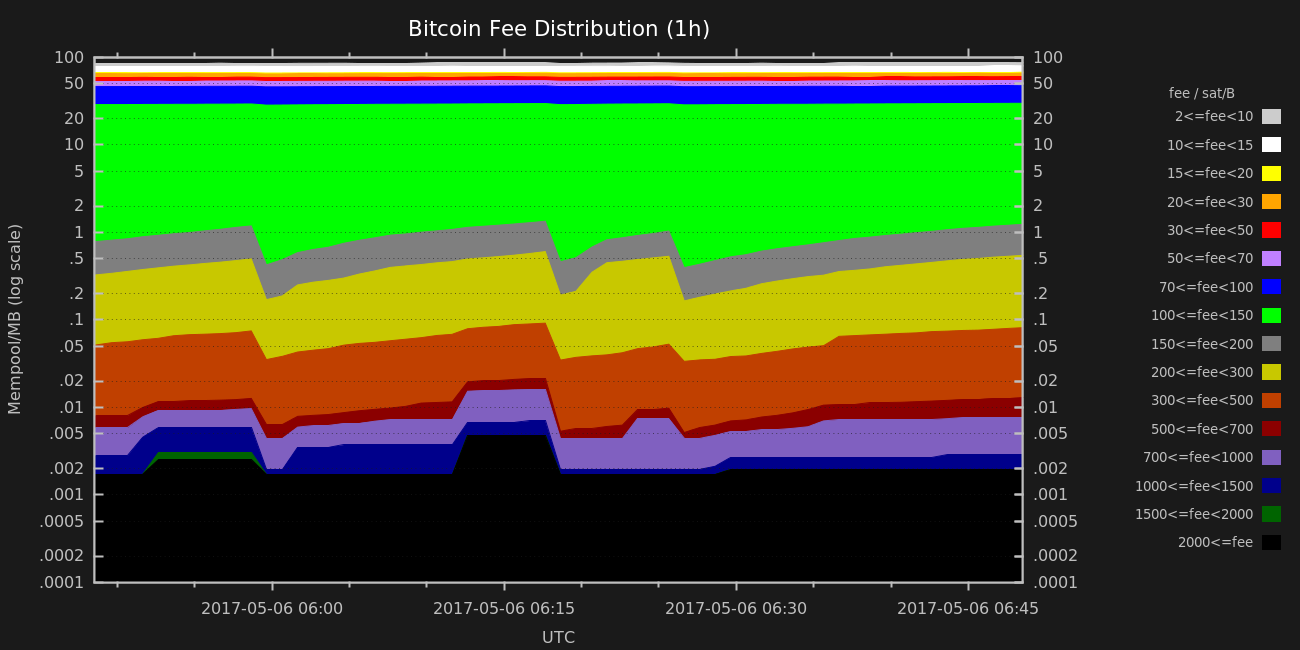 Bitcoin Fee Distribution (1h)
Mempool/MB (log scale)
100
50
20
10
5
2
1
.5
.2
.1
.05
.02
.01
.005
.002
.001
.0005
.0002
.0001
100
50
20
10
5
2
1
.5
.2
.1
.05
.02
.01
.005
.002
.001
.0005
.0002
.0001
2017-05-06 06:00
2017-05-06 06:15
2017-05-06 06:30
2017-05-06 06:45
UTC
fee / sat/B
2<=fee<10
10<=fee<15
15<=fee<20
20<=fee<30
30<=fee<50
50<=fee<70
70<=fee<100
100<=fee<150
150<=fee<200
200<=fee<300
300<=fee<500
500<=fee<700
700<=fee<1000
1000<=fee<1500
1500<=fee<2000
2000<=fee